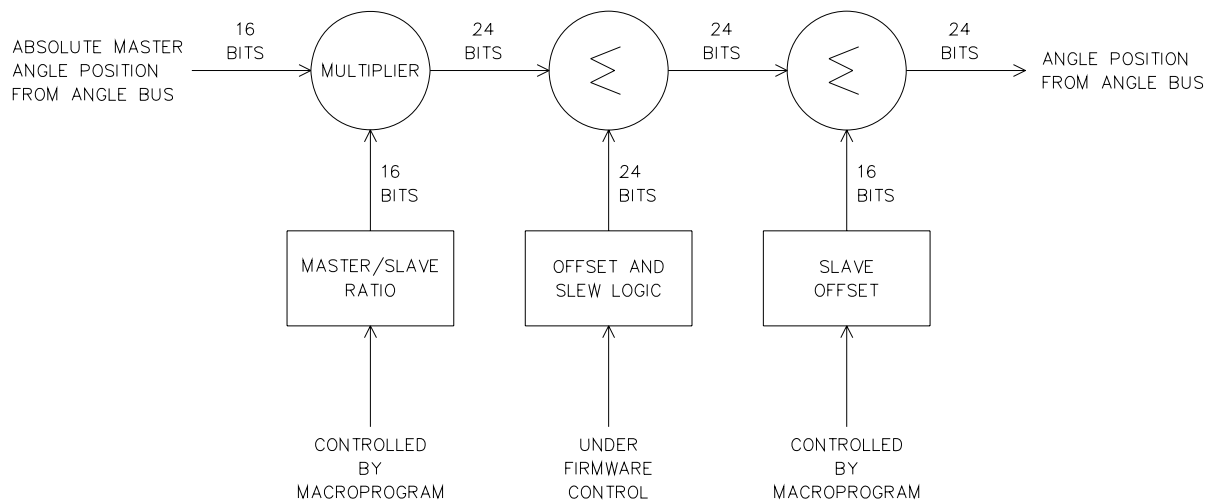 16
BITS
24
BITS
24
BITS
24
BITS
ABSOLUTE MASTER
ANGLE POSITION
FROM ANGLE BUS
MULTIPLIER
ANGLE POSITION
FROM ANGLE BUS
16
BITS
24
BITS
16
BITS
MASTER/SLAVE
RATIO
OFFSET AND
SLEW LOGIC
SLAVE
OFFSET
CONTROLLED
BY
MACROPROGRAM
UNDER
FIRMWARE
CONTROL
CONTROLLED
BY
MACROPROGRAM